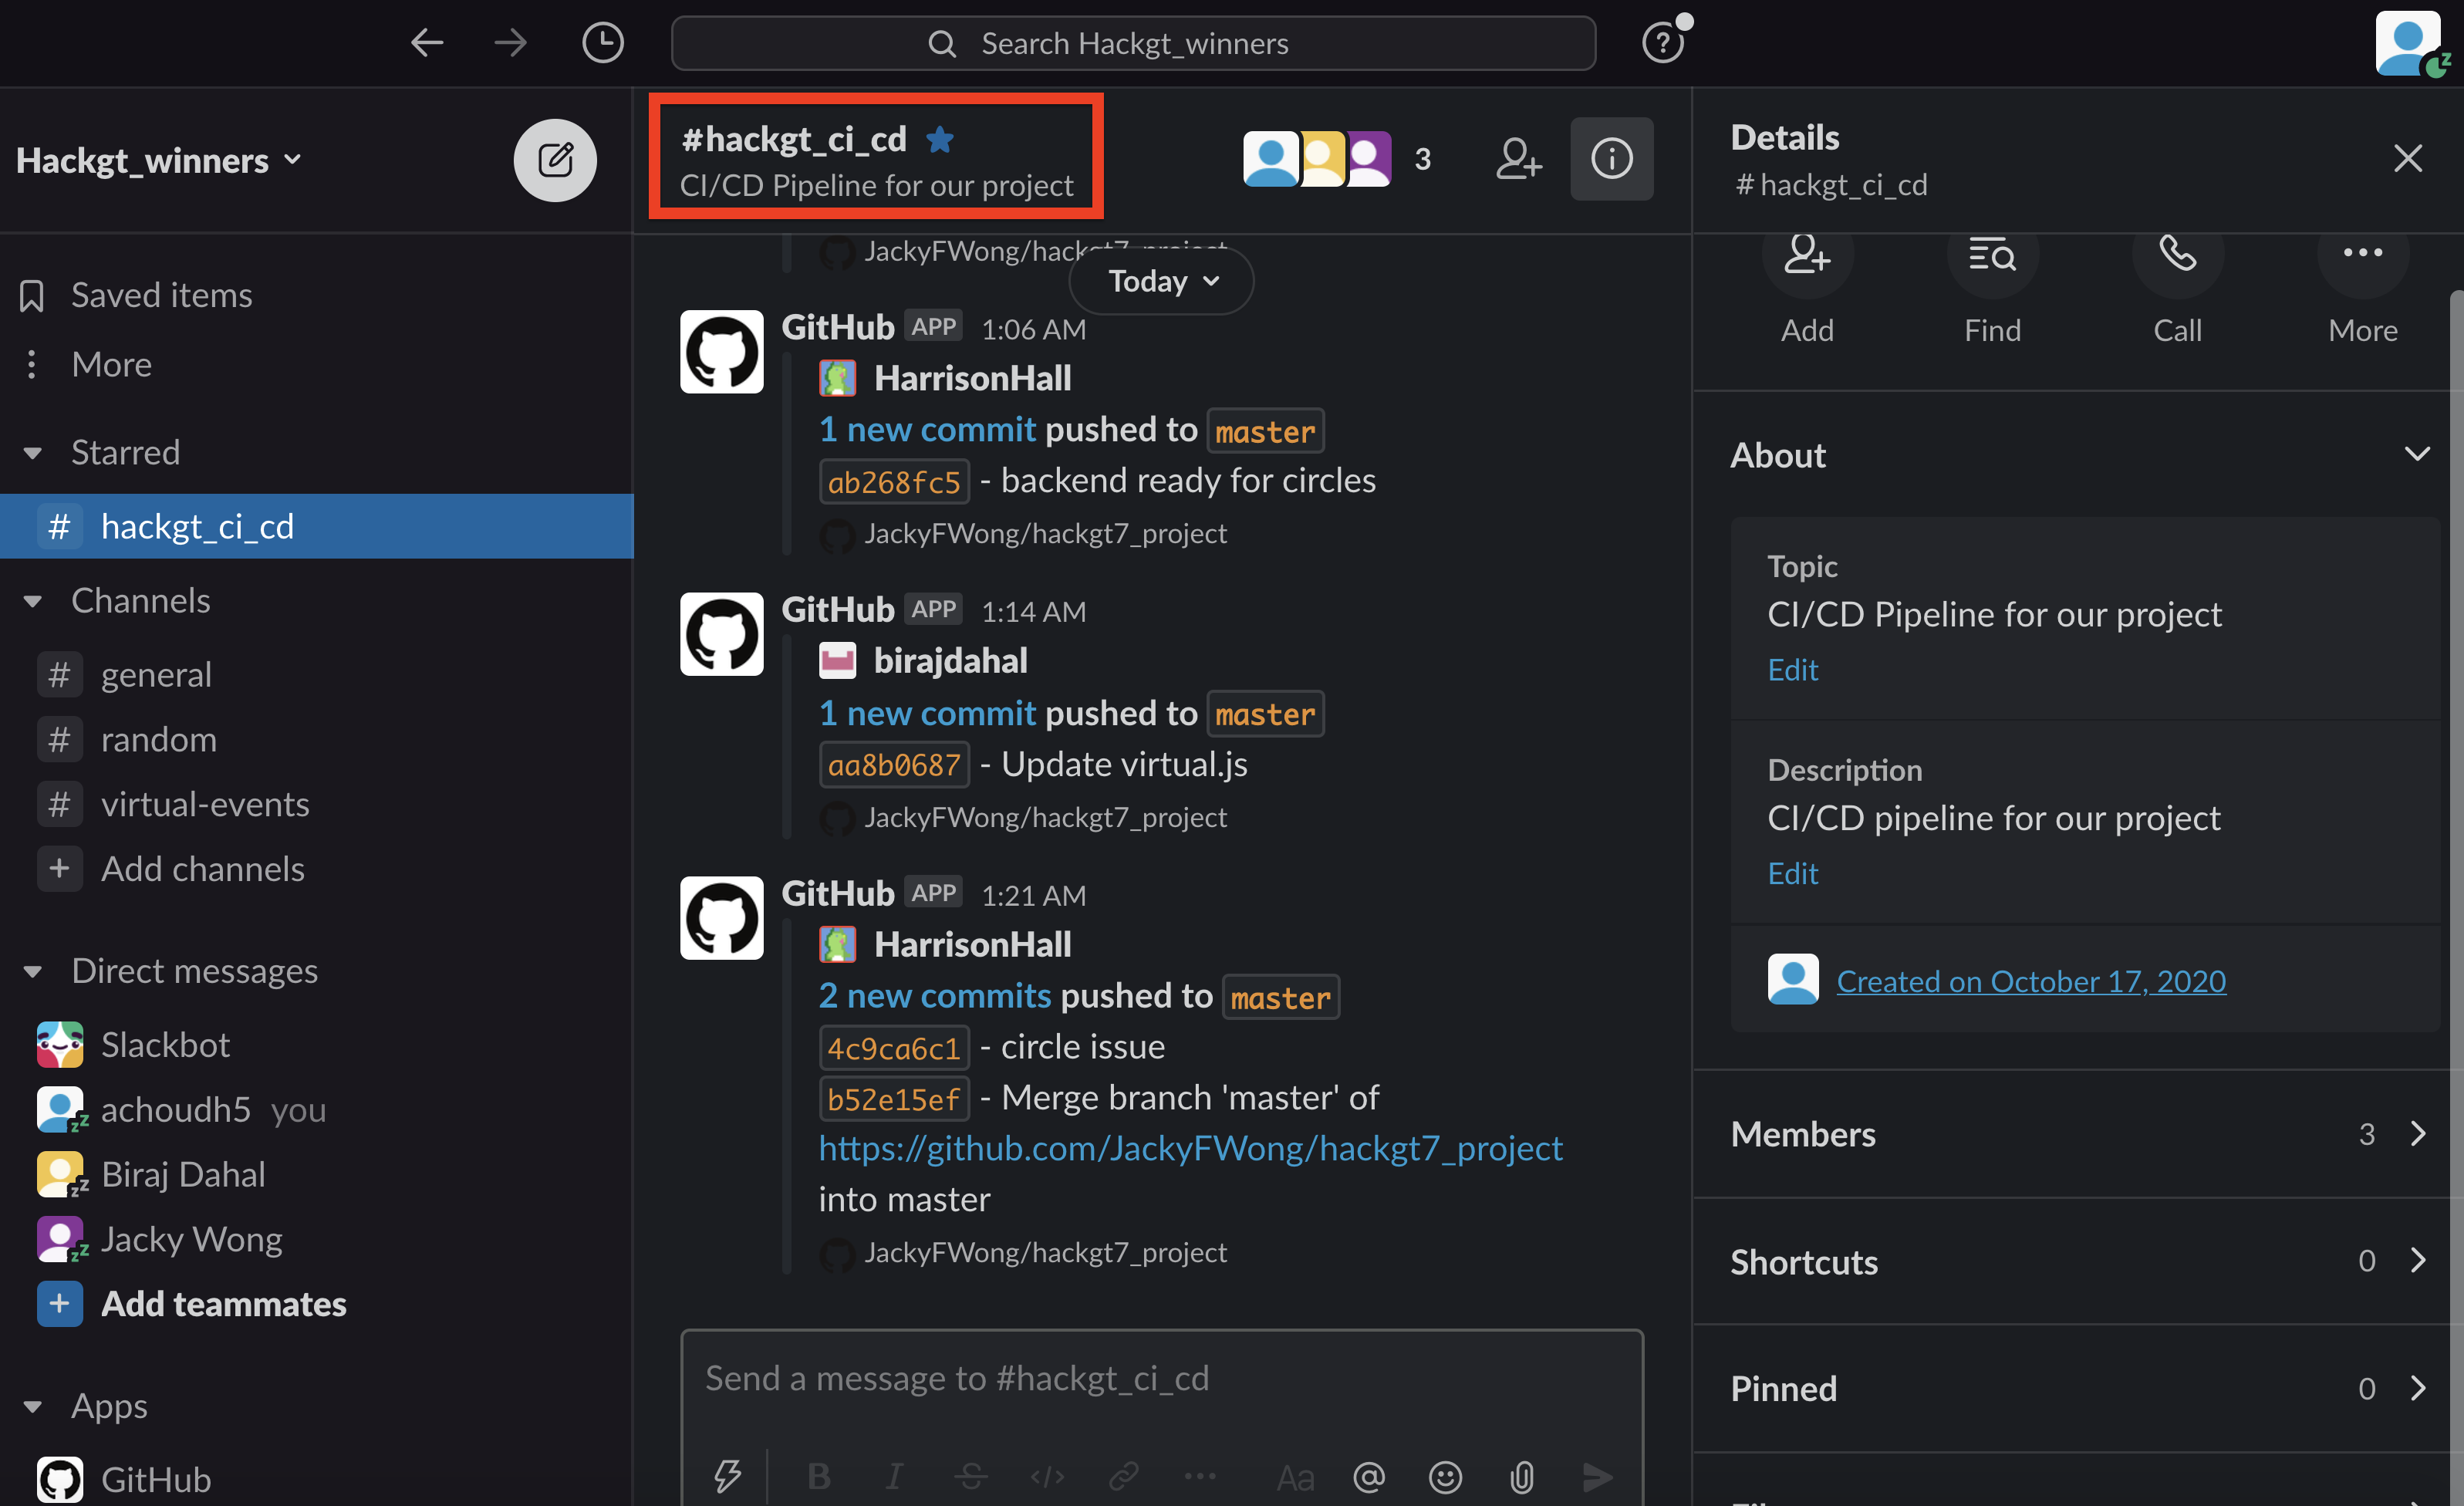 Search Hackgt_winners
Hackgt_winners
Saved items
More
Starred
# hackgt_ci_cd
Channels
# general
# random
# virtual-events
+ Add channels
Direct messages
Slackbot
achoudh5 you
Biraj Dahal
Jacky Wong
+ Add teammates
Apps
GitHub
#hackgt_ci_cd
CI/CD Pipeline for our project
3
JackyFWong/hackgt7_project
Today
GitHub APP 1:06 AM
HarrisonHall
1 new commit pushed to master
ab268fc5 - backend ready for circles
JackyFWong/hackgt7_project
GitHub APP 1:14 AM
birajdahal
1 new commit pushed to master
aa8b0687 - Update virtual.js
JackyFWong/hackgt7_project
GitHub APP 1:21 AM
HarrisonHall
2 new commits pushed to master
4c9ca6c1 - circle issue
b52e15ef - Merge branch 'master' of
https://github.com/JackyFWong/hackgt7_project
into master
JackyFWong/hackgt7_project
Send a message to #hackgt_ci_cd
B I S </> Aa @
Details
# hackgt_ci_cd
Add Find Call More
About
Topic
CI/CD Pipeline for our project
Edit
Description
CI/CD pipeline for our project
Edit
Created on October 17, 2020
Members 3
Shortcuts 0
Pinned 0